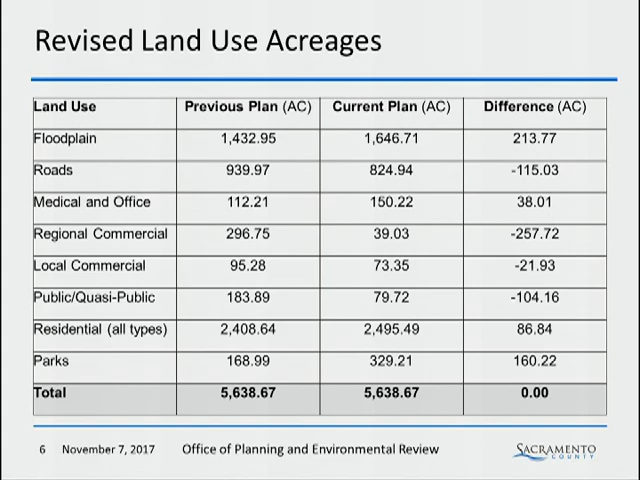 Revised Land Use Acreages
Land Use Previous Plan (AC) Current Plan (AC) Difference (AC)
Floodplain 1,432.95 1,646.71 213.77
Roads 939.97 824.94 -115.03
Medical and Office 112.21 150.22 38.01
Regional Commercial 296.75 39.03 -257.72
Local Commercial 95.28 73.35 -21.93
Public/Quasi-Public 183.89 79.72 -104.16
Residential (all types) 2,408.64 2,495.49 86.84
Parks 168.99 329.21 160.22
Total 5,638.67 5,638.67 0.00
6 November 7, 2017 Office of Planning and Environmental Review SACRAMENTO
COUNTY